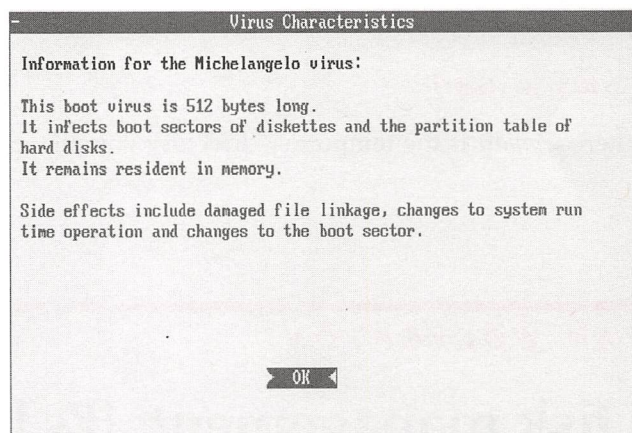 Virus Characteristics
Information for the Michelangelo virus:
This boot virus is 512 bytes long.
It infects boot sectors of diskettes and the partition table of
hard disks.
It remains resident in memory.
Side effects include damaged file linkage, changes to system run
time operation and changes to the boot sector.
OK